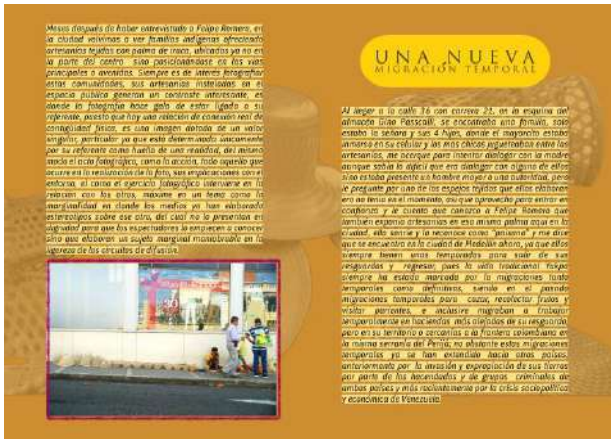 Meses después de haber entrevistado a Felipe Romero, en
la ciudad volvimos a ver familias indígenas ofreciendo
artesanías tejidas con palma de iraca, ubicados ya no en
la parte del centro sino posicionándose en las vías
principales o avenidas. Siempre es de interés fotografiar
estas comunidades, sus artesanías instaladas en el
espacio público generan un contraste interesante, es
donde la fotografía hace gala de estar ligada a su
referente, puesto que hay una relación de conexión real de
contigüidad física, es una imagen dotada de un valor
singular, particular ya que está determinada únicamente
por su referente como huella de una realidad, del mismo
modo el acto fotográfico, como la acción, todo aquello que
ocurre en la realización de la foto, sus implicaciones con el
entorno, el como el ejercicio fotográfico interviene en la
relación con los otros, máxime en un tema como la
marginalidad en donde los medios ya han elaborado
estereotipos sobre ese otro, del cual no lo presentan en
dignidad para que los espectadores lo empiecen a conocer
sino que elaboran un sujeto marginal manipulable en la
ligereza de los circuitos de difusión.
UNA NUEVA
MIGRACIÓN TEMPORAL
Al llegar a la calle 36 con carrera 21, en la esquina del
almacén Gino Passcalli, se encontraba una familia, solo
estaba la señora y sus 4 hijos, donde el mayorcito estaba
inmerso en su celular y los mas chicos jugueteaban entre las
artesanías, me acerque para intentar dialogar con la madre
aunque sabía lo difícil que era dialogar con alguno de ellos
sino estaba presente un hombre mayor o una autoridad, pero
le pregunte por uno de los espejos tejidos que ellos elaboran
pero no tenía en el momento, así que aproveche para entrar en
confianza y le cuento que conozco a Felipe Romero que
también expone artesanías en esa misma palma aquí en la
ciudad, ella sonríe y lo reconoce como "paisano" y me dice
que se encuentra en la ciudad de Medellín ahora, ya que ellos
siempre tienen unas temporadas para salir de sus
resguardos y regresar, pues la vida tradicional Yukpa
siempre ha estado marcada por la migraciones tanto
temporales como definitivas, siendo en el pasado
migraciones temporales para cazar, recolectar frutos y
visitar parientes, e inclusive migraban a trabajar
temporalmente en haciendas más alejadas de su resguardo,
pero en su territorio o cercanías a la frontera colombiana en
la misma serranía del Perijá; no obstante estas migraciones
temporales ya se han extendido hacia otros países,
anteriormente por la invasión y expropiación de sus tierras
por parte de los hacendados y de grupos criminales de
ambos países y más recientemente por la crisis sociopolítica
y económica de Venezuela.